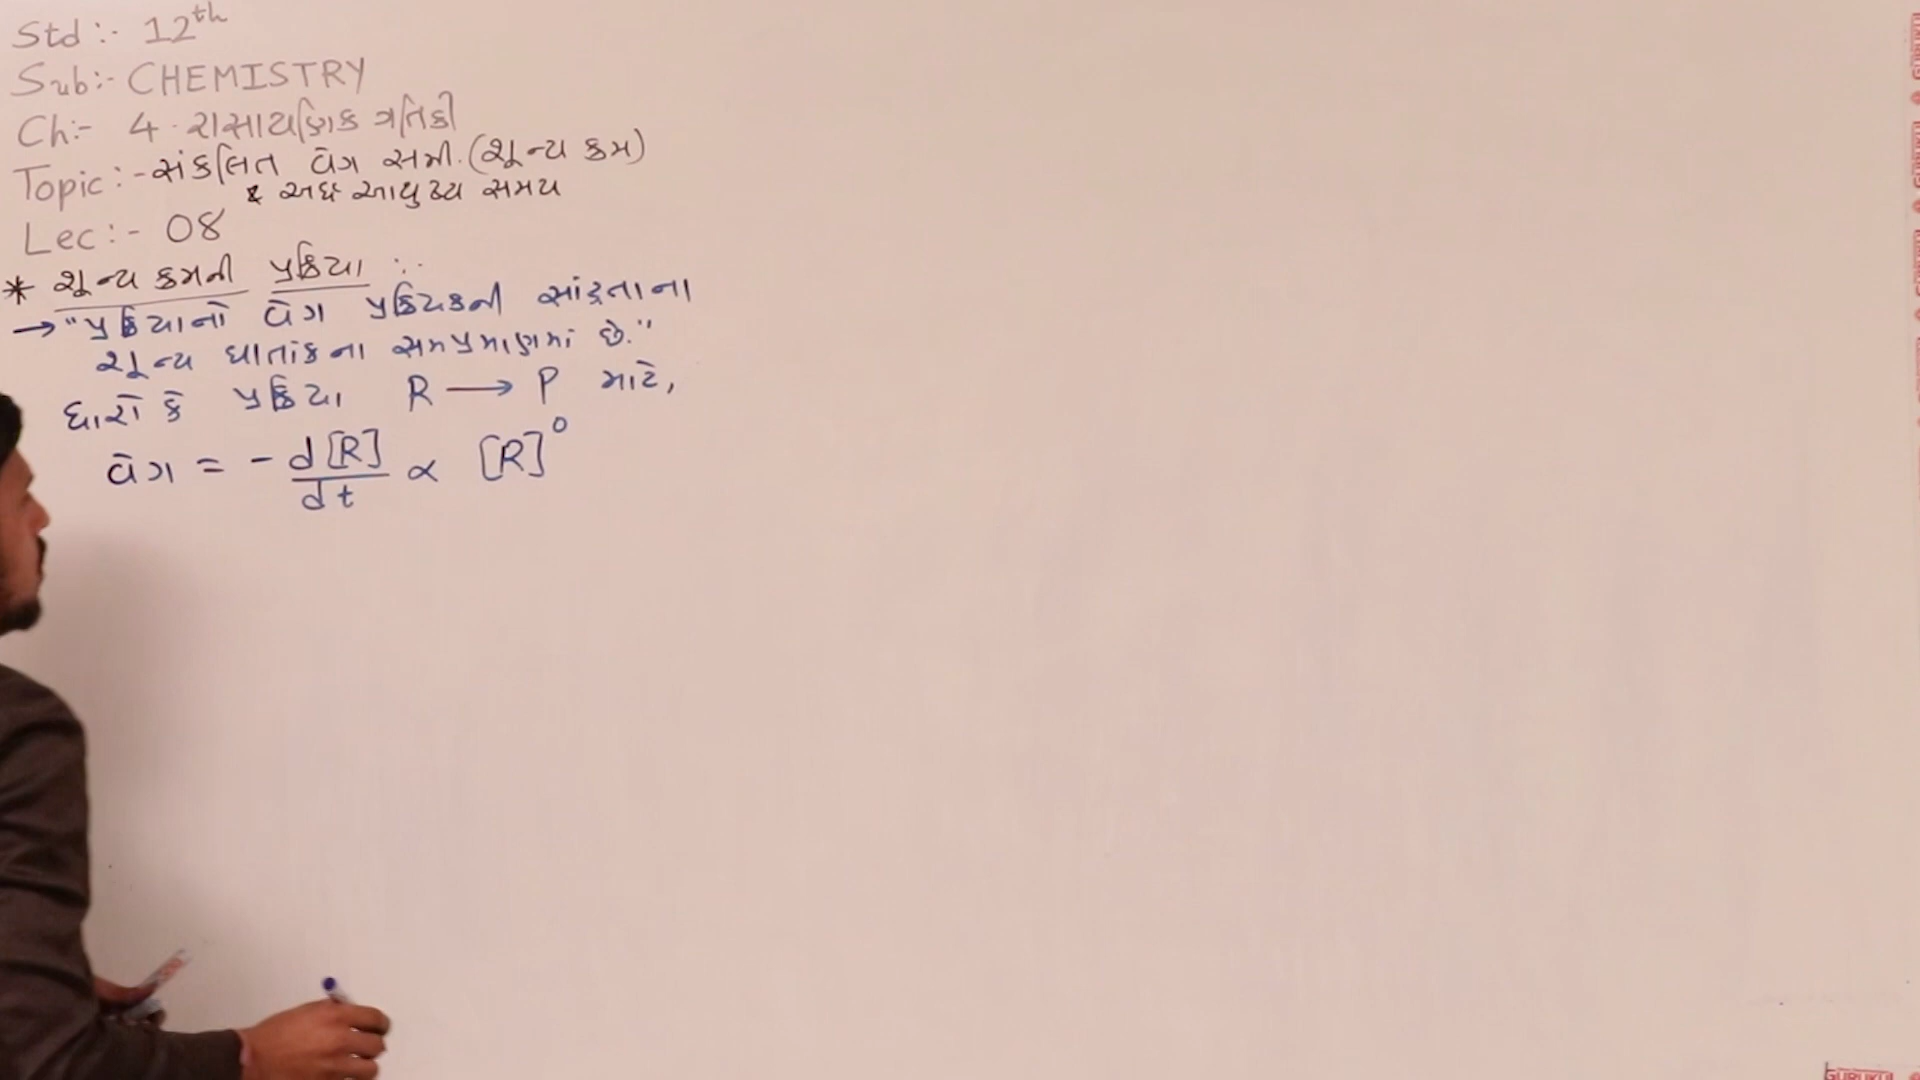 Std :- 12th
Sub:- CHEMISTRY
Ch:- 4. રાસાયણિક ગતિકી
Topic :- સંકલિત વેગ સમી. (શૂન્ય ક્રમ)
& અર્ધ આયુષ્ય સમય
Lec:- 08
* શૂન્ય ક્રમની પ્રક્રિયા :-
→ "પ્રક્રિયાનો વેગ પ્રક્રિયકની સાંદ્રતાના
શૂન્ય ઘાતાંકના સમપ્રમાણમાં છે."
ધારો કે પ્રક્રિયા R ⟶ P માટે,
વેગ = - d[R]/dt ∝ [R]⁰
GURUKUL